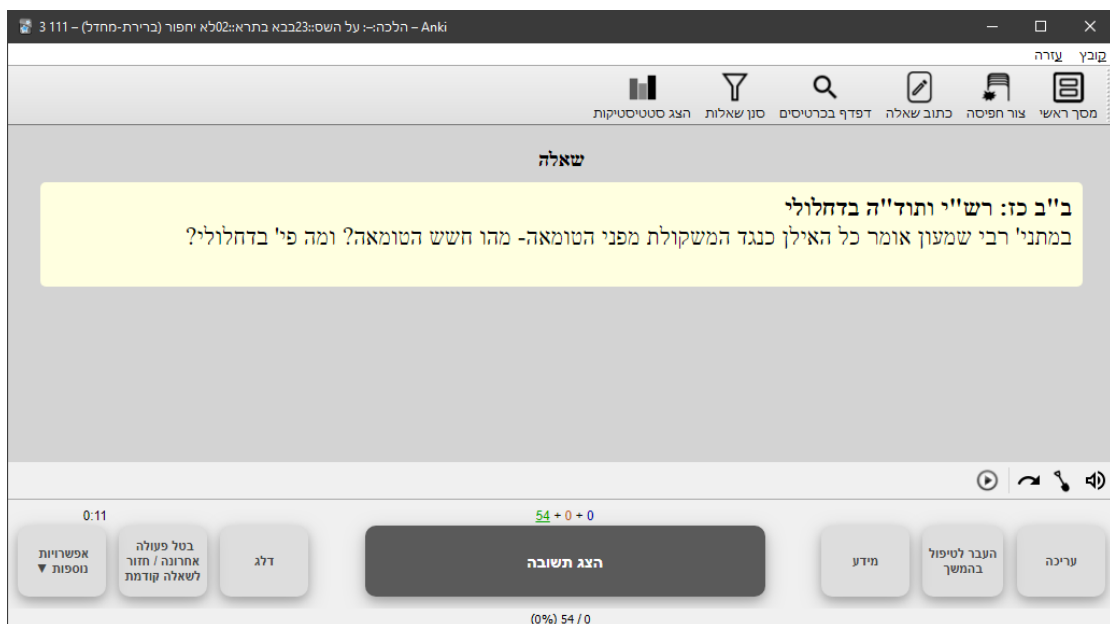 Anki – הלכה:-: על השס::23בבא בתרא::02לא יחפור (ברירת-מחדל) – 111 3
קובץ עזרה
מסך ראשי צור חפיסה כתוב שאלה דפדף בכרטיסים סנן שאלות הצג סטטיסטיקות
שאלה
ב"ב כז: רש"י ותוד"ה בדחלולי
במתני' רבי שמעון אומר כל האילן כנגד המשקולת מפני הטומאה- מהו חשש הטומאה? ומה פי' בדחלולי?
0:11
54 + 0 + 0
עריכה
העבר לטיפול
בהמשך
מידע
הצג תשובה
דלג
בטל פעולה
אחרונה / חזור
לשאלה קודמת
אפשרויות
נוספות ▼
(0%) 54 / 0